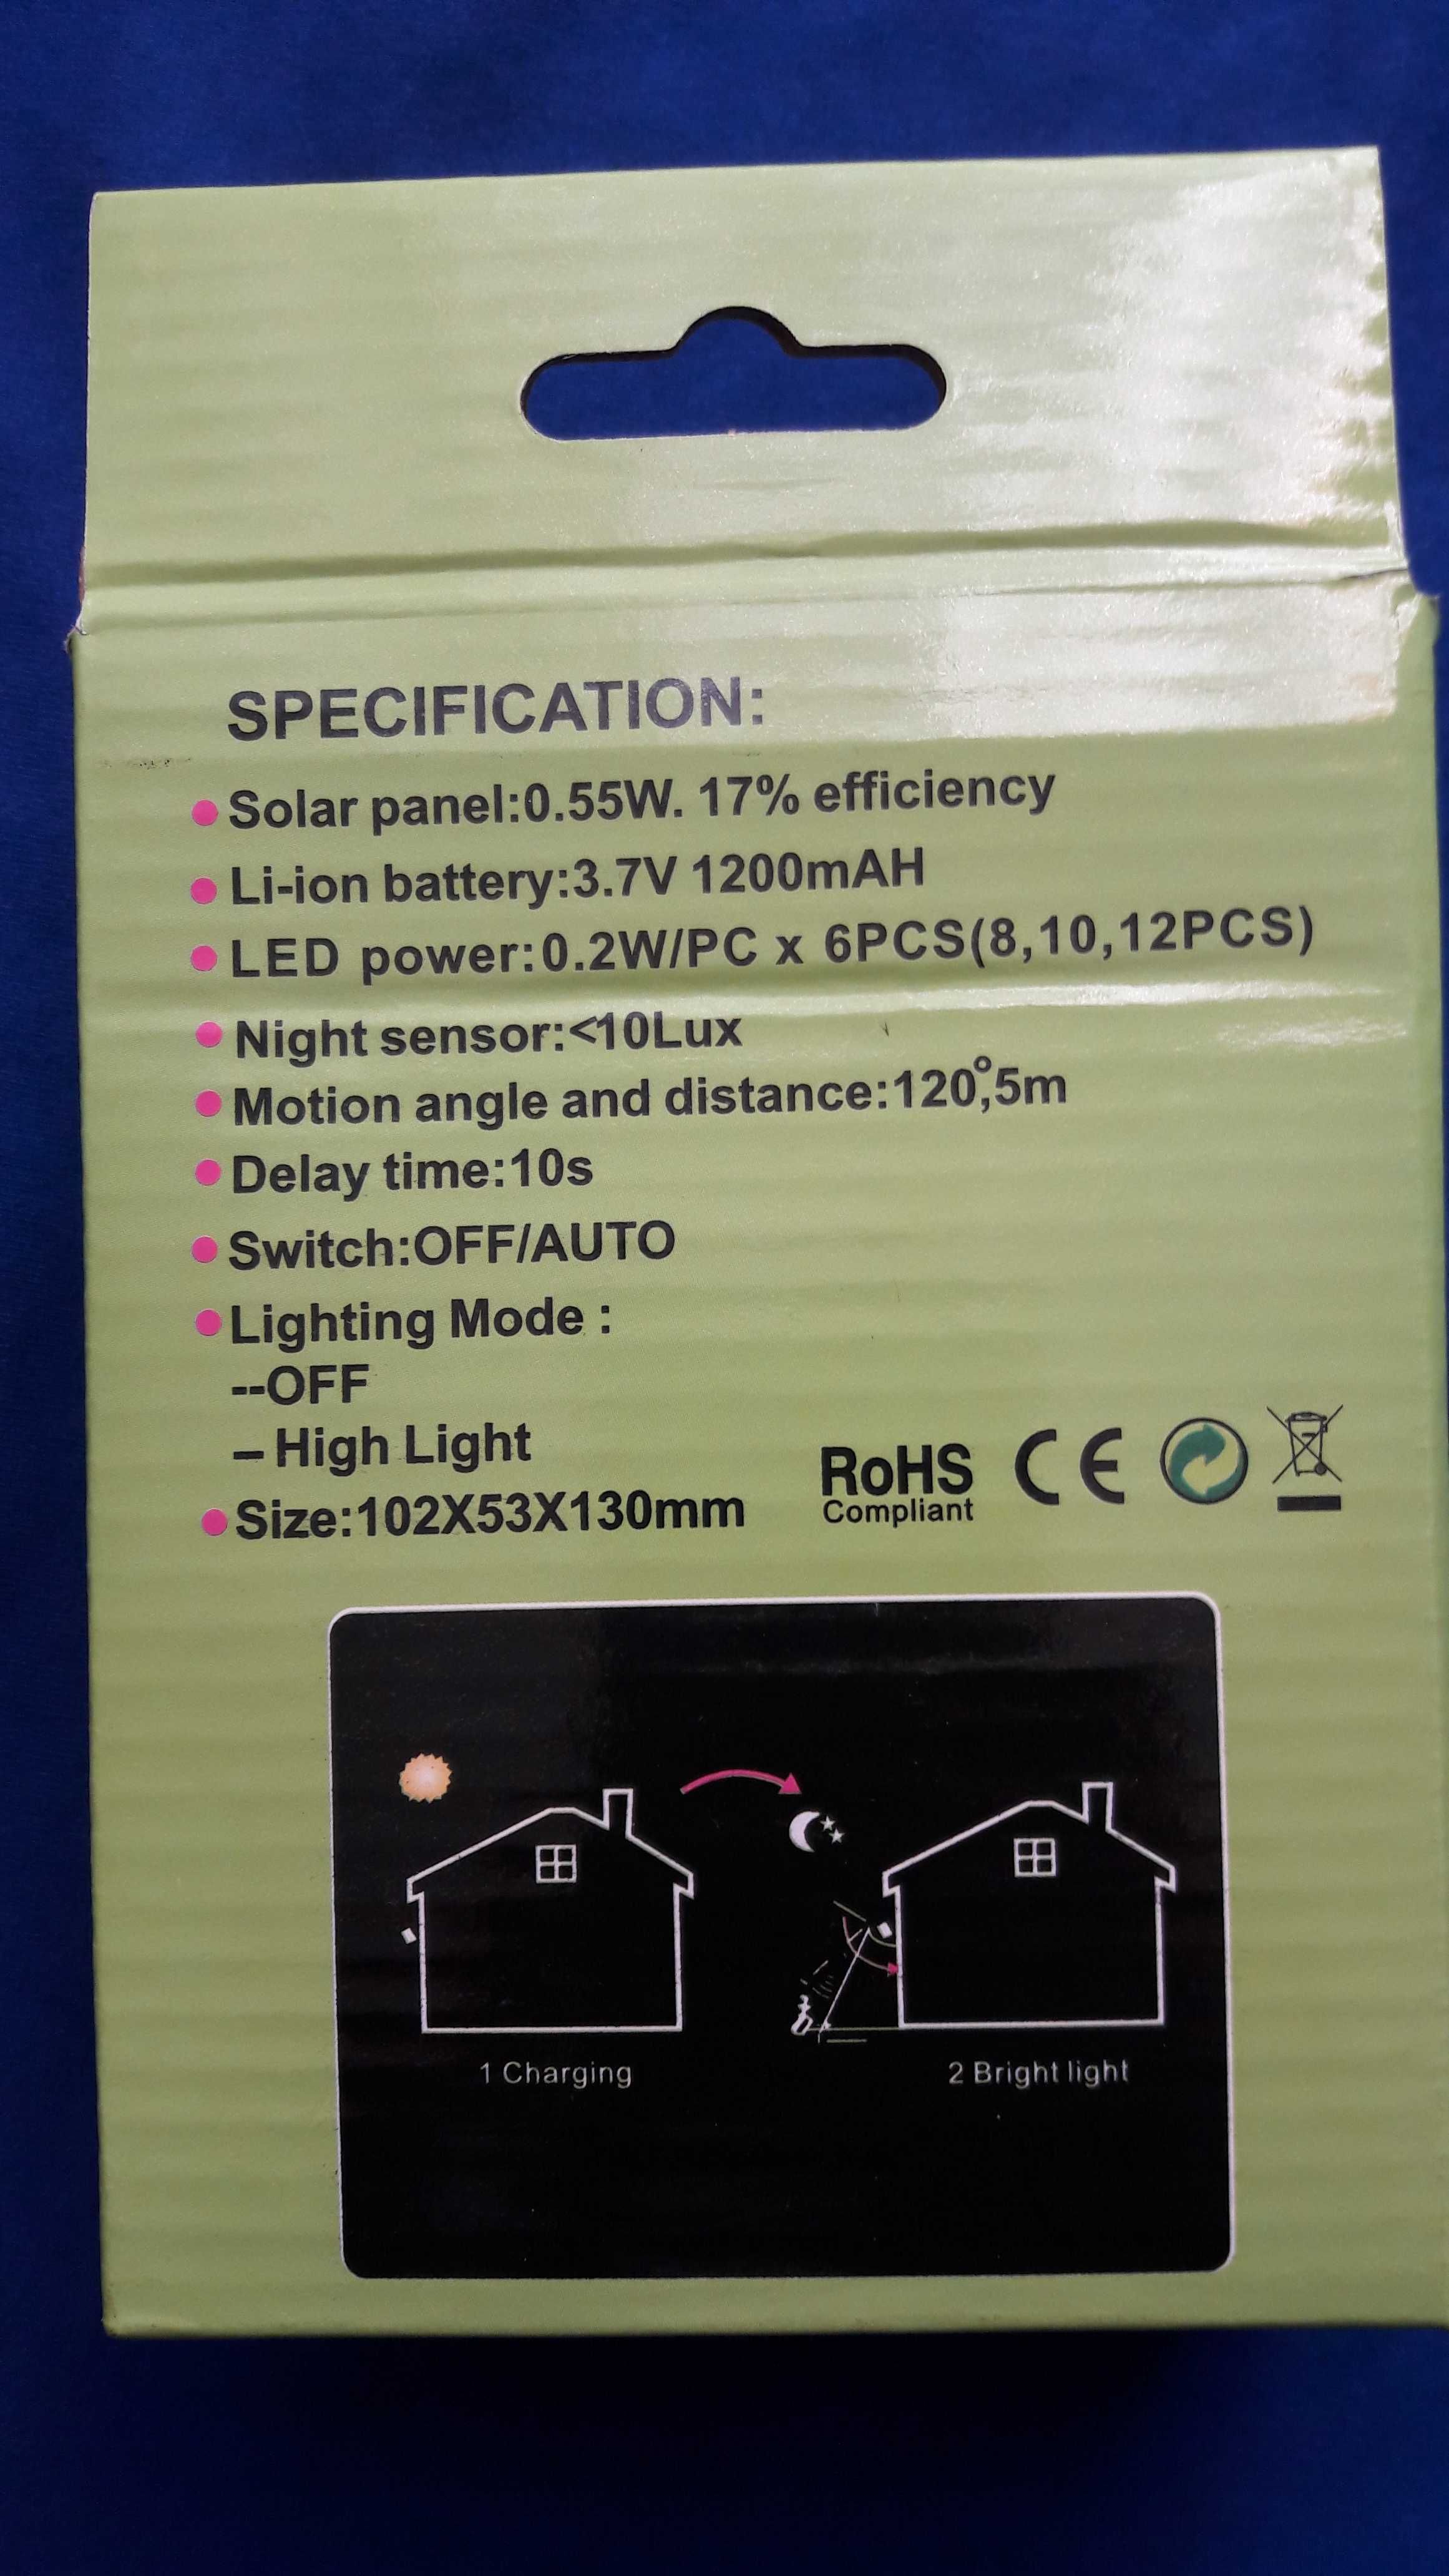 SPECIFICATION:
Solar panel:0.55W. 17% efficiency
Li-ion battery:3.7V 1200mAH
LED power:0.2W/PC x 6PCS(8,10,12PCS)
Night sensor:<10Lux
Motion angle and distance:120°,5m
Delay time:10s
Switch:OFF/AUTO
Lighting Mode :
--OFF
– High Light
Size:102X53X130mm
RoHS
Compliant
CE
1 Charging
2 Bright light